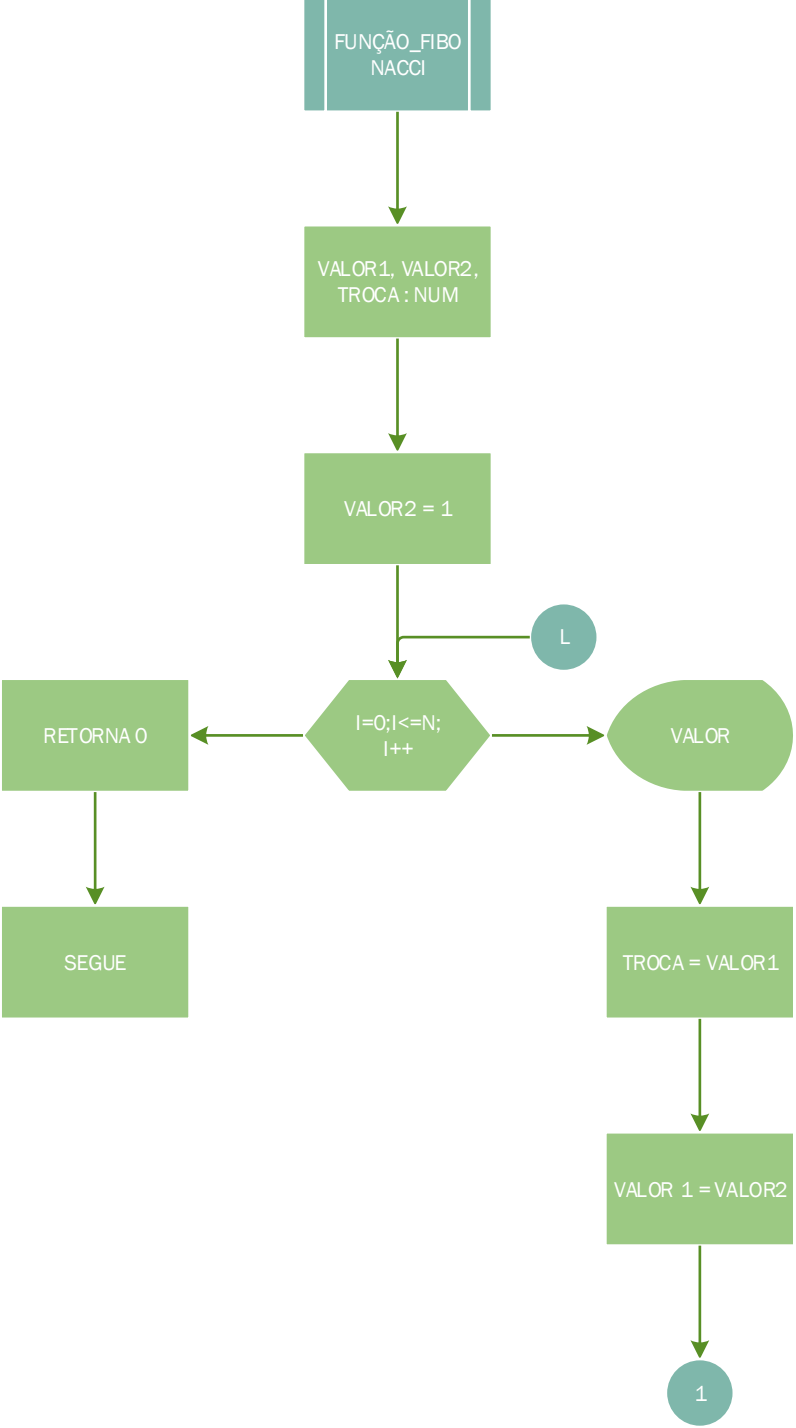 FUNÇÃO_FIBO
NACCI
VALOR1, VALOR2,
TROCA : NUM
VALOR2 = 1
L
I=0;I<=N;
I++
RETORNA 0
VALOR
SEGUE
TROCA = VALOR1
VALOR 1 = VALOR2
1